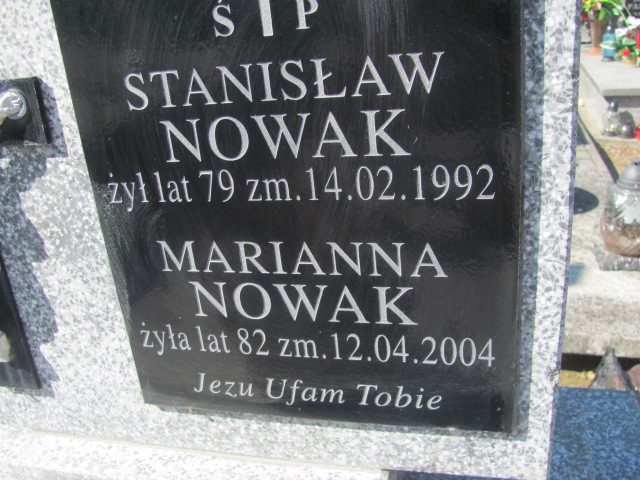 Ś P
STANISŁAW
NOWAK
żył lat 79 zm.14.02.1992
MARIANNA
NOWAK
żyła lat 82 zm.12.04.2004
Jezu Ufam Tobie